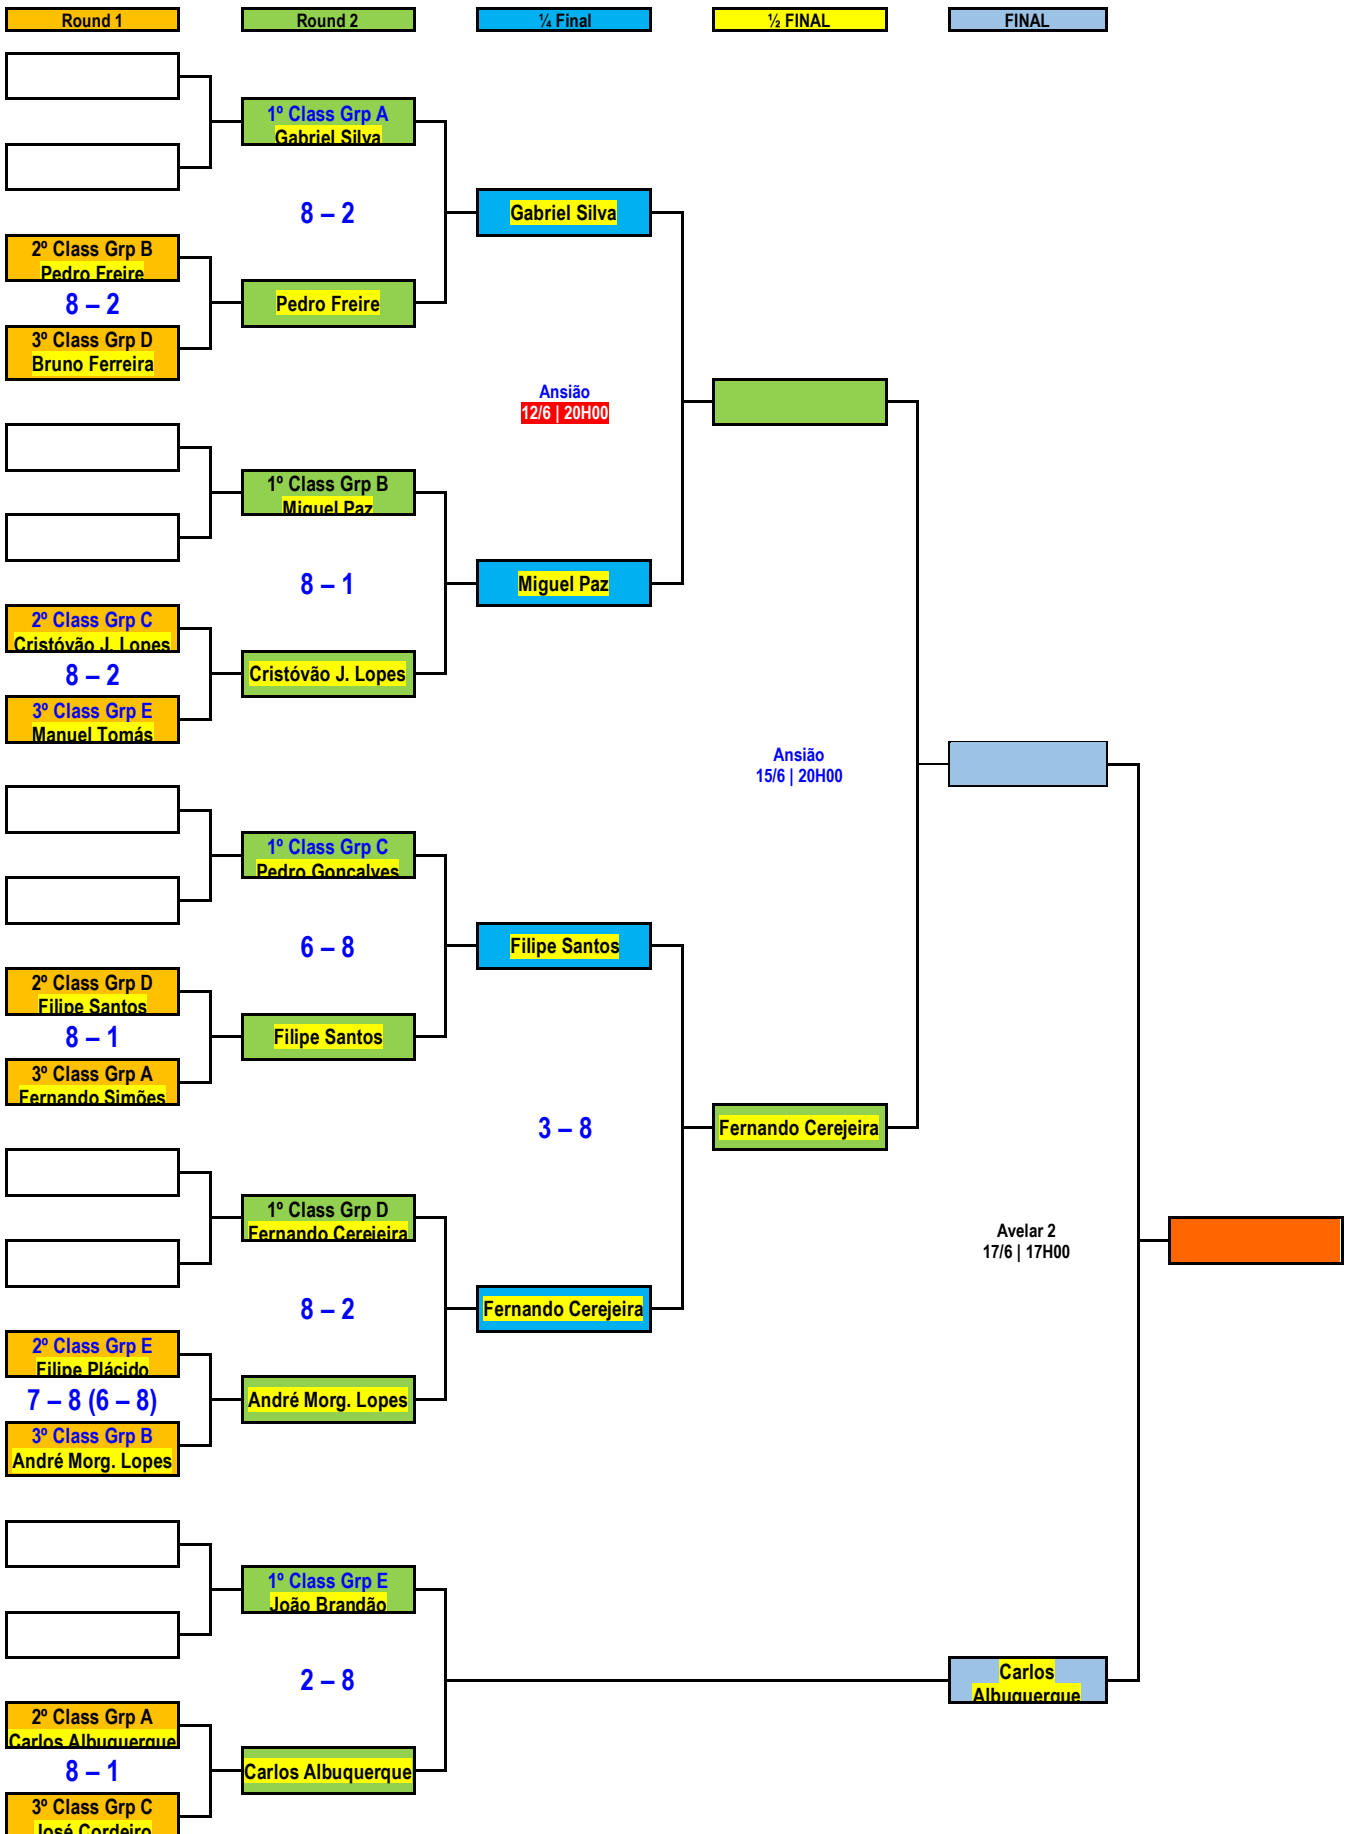 Round 1
Round 2
¼ Final
½ FINAL
FINAL
1º Class Grp A
Gabriel Silva
8 – 2
Gabriel Silva
2º Class Grp B
Pedro Freire
8 – 2
Pedro Freire
3º Class Grp D
Bruno Ferreira
Ansião
12/6 | 20H00
1º Class Grp B
Miguel Paz
8 – 1
Miguel Paz
2º Class Grp C
Cristóvão J. Lopes
8 – 2
Cristóvão J. Lopes
3º Class Grp E
Manuel Tomás
Ansião
15/6 | 20H00
1º Class Grp C
Pedro Gonçalves
6 – 8
Filipe Santos
2º Class Grp D
Filipe Santos
8 – 1
Filipe Santos
3º Class Grp A
Fernando Simões
3 – 8
Fernando Cerejeira
1º Class Grp D
Fernando Cerejeira
8 – 2
Fernando Cerejeira
Avelar 2
17/6 | 17H00
2º Class Grp E
Filipe Plácido
7 – 8 (6 – 8)
André Morg. Lopes
3º Class Grp B
André Morg. Lopes
1º Class Grp E
João Brandão
2 – 8
Carlos
Albuquerque
2º Class Grp A
Carlos Albuquerque
8 – 1
Carlos Albuquerque
3º Class Grp C
José Cordeiro